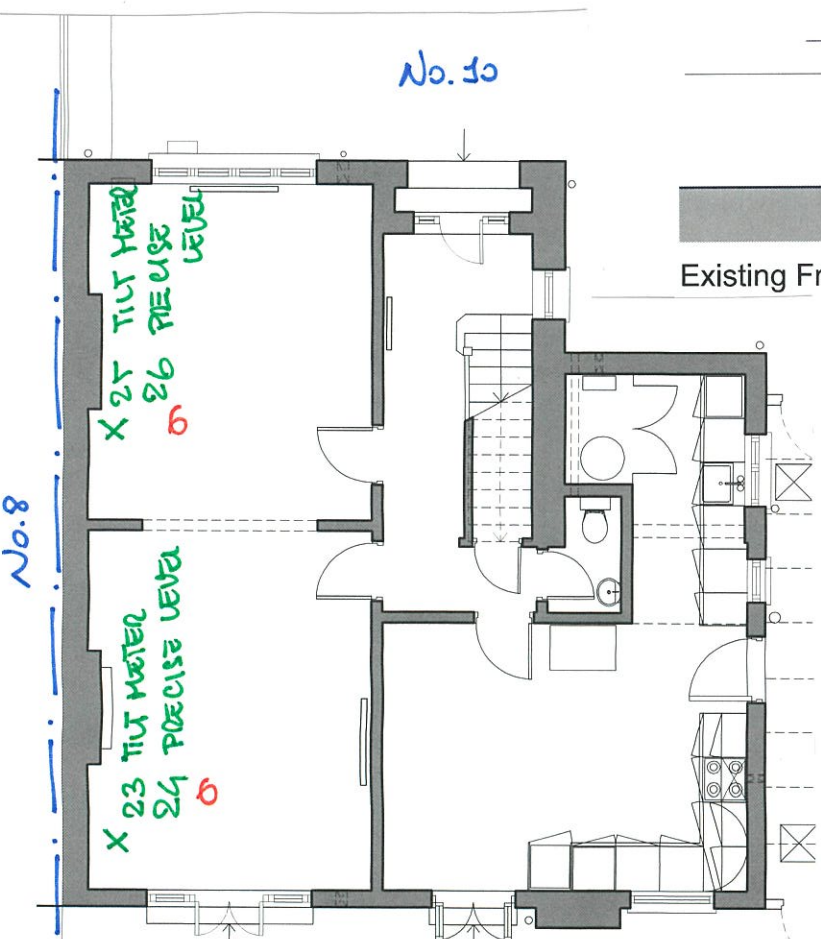 No. 10
Existing Fr
No. 8
X 25 TILT METER
26 PRECISE
LEVEL
6
X 23 TILT METER
24 PRECISE LEVEL
6